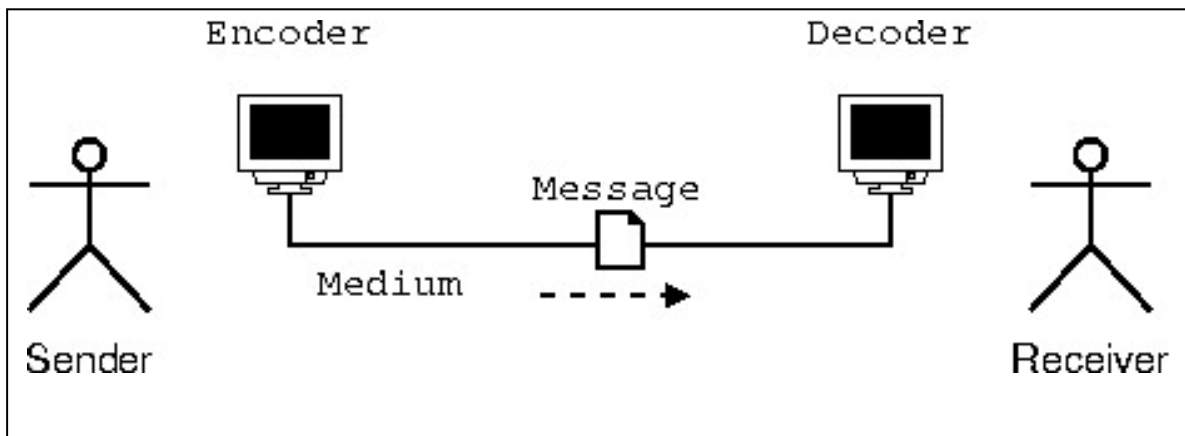 Encoder
Decoder
Message
Medium
Sender
Receiver